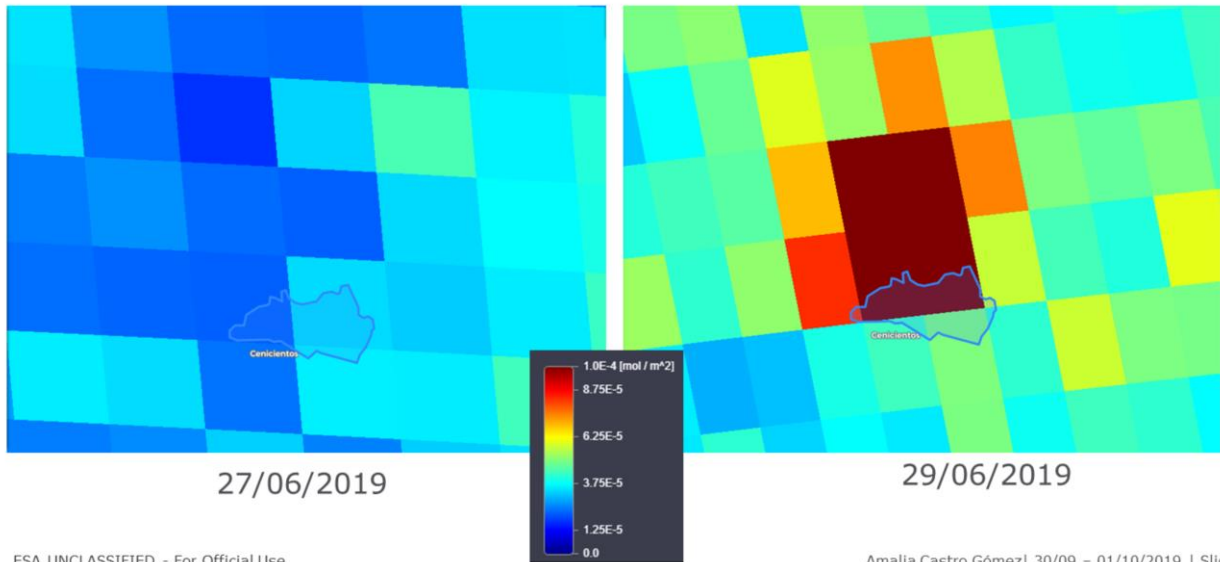 Cenicientos
Cenicientos
1.0E-4 [mol / m^2]
8.75E-5
6.25E-5
3.75E-5
1.25E-5
0.0
27/06/2019
29/06/2019
ESA UNCLASSIFIED - For Official Use
Amalia Castro Gómez| 30/09 – 01/10/2019 | Slid